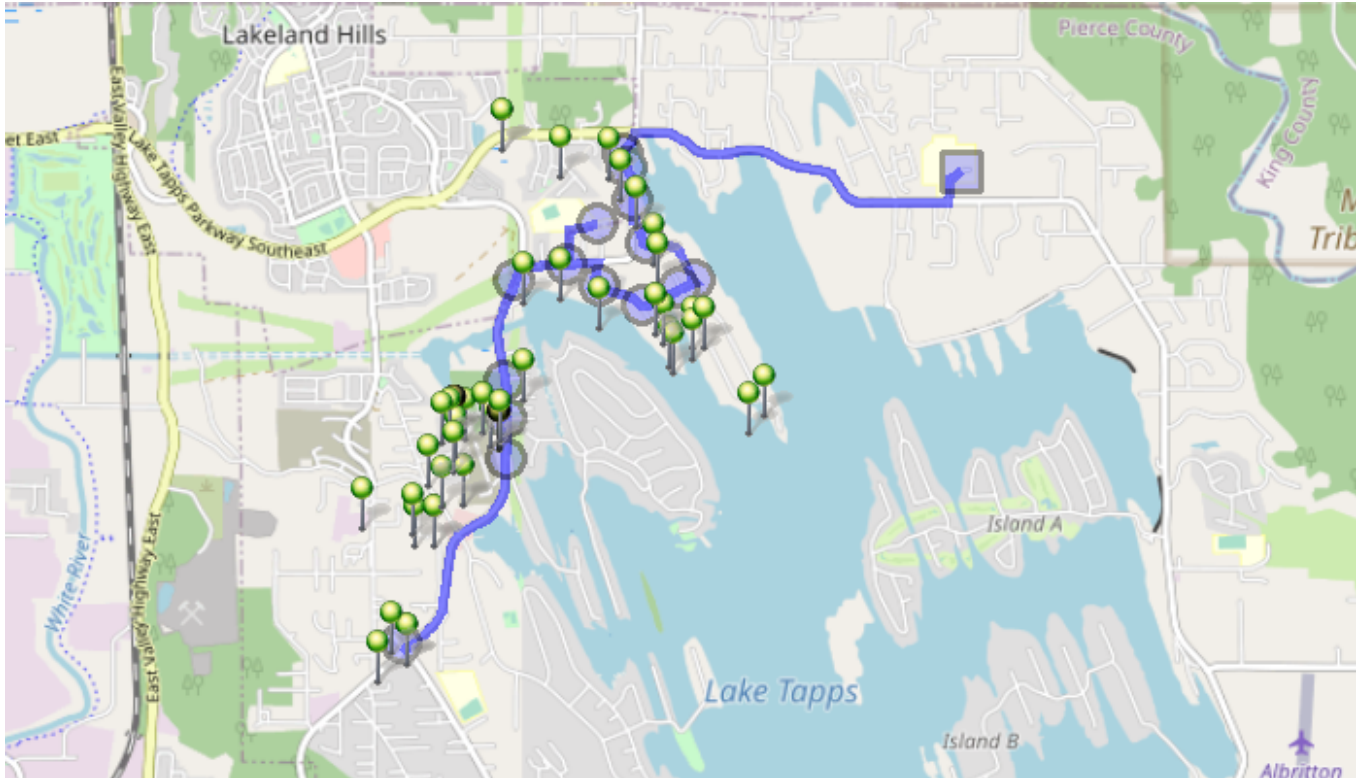 Lakeland Hills
Pierce County
King County
et East
East Valley Highway East
Lake Tapps Parkway Southeast
M
Trib
White River
East Valley Highway East
Island A
Lake Tapps
Island B
Albritton